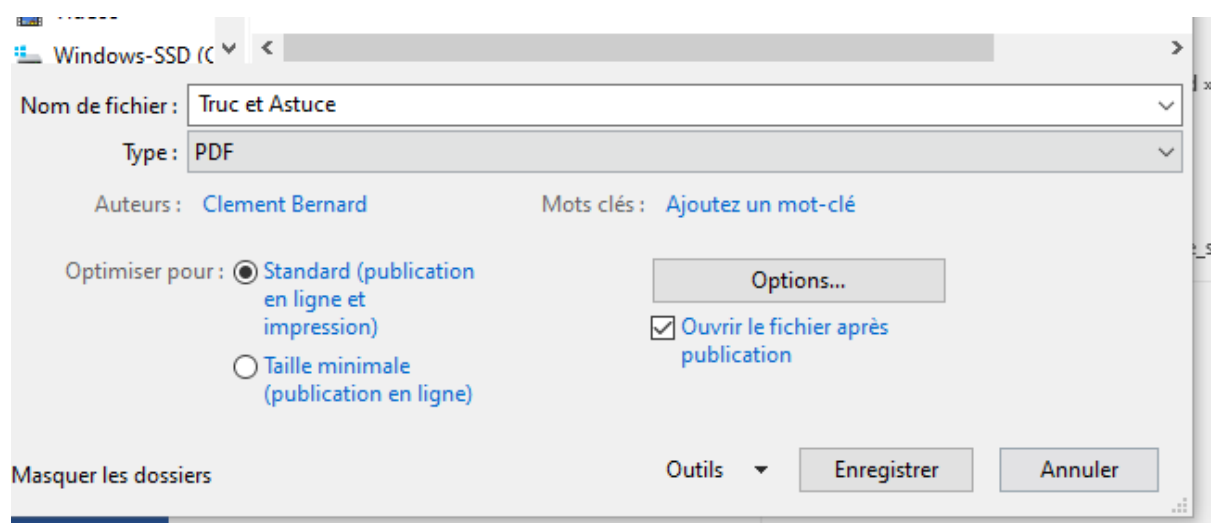 Windows-SSD (C
Nom de fichier : Truc et Astuce
Type : PDF
Auteurs : Clement Bernard Mots clés : Ajoutez un mot-clé
Optimiser pour : Standard (publication
en ligne et
impression)
Taille minimale
(publication en ligne)
Options...
Ouvrir le fichier après
publication
Masquer les dossiers
Outils Enregistrer Annuler